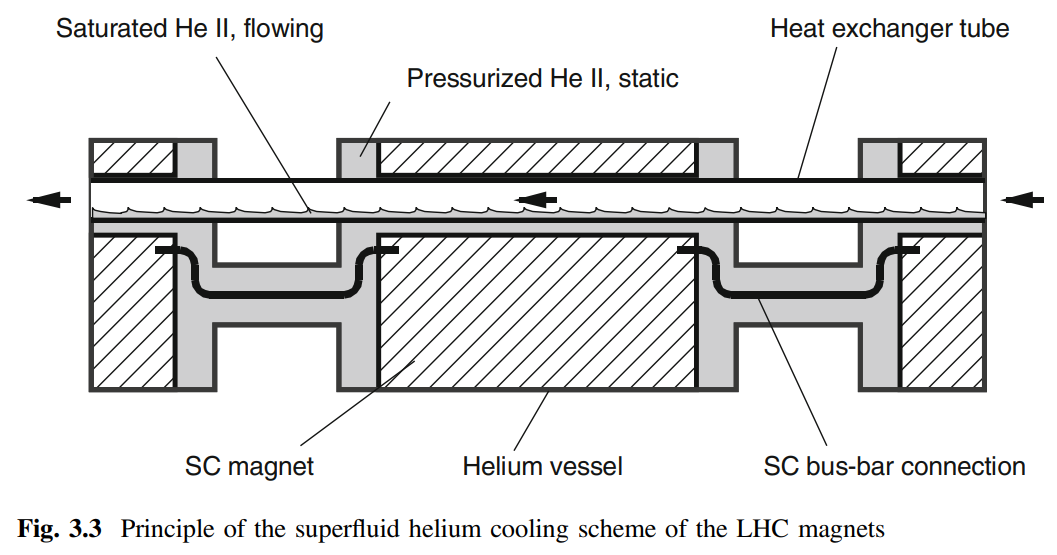 Saturated He II, flowing
Heat exchanger tube
Pressurized He II, static
SC magnet
Helium vessel
SC bus-bar connection
Fig. 3.3 Principle of the superfluid helium cooling scheme of the LHC magnets